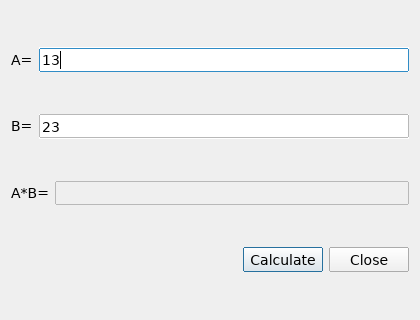 A= 13
B= 23
A*B=
Calculate Close